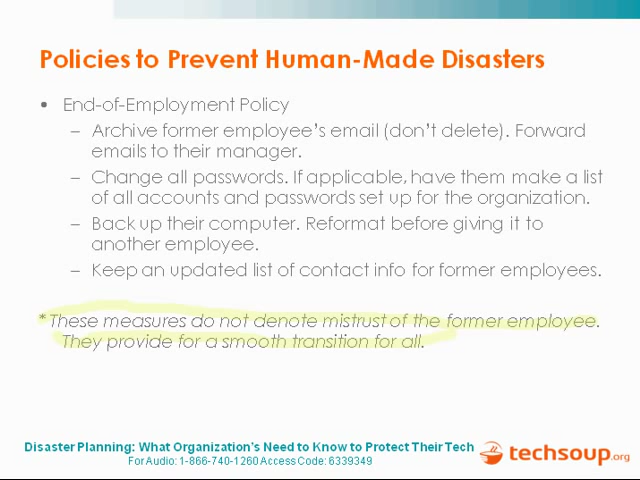 Policies to Prevent Human-Made Disasters
• End-of-Employment Policy
– Archive former employee's email (don't delete). Forward
emails to their manager.
– Change all passwords. If applicable, have them make a list
of all accounts and passwords set up for the organization.
– Back up their computer. Reformat before giving it to
another employee.
– Keep an updated list of contact info for former employees.
* These measures do not denote mistrust of the former employee.
They provide for a smooth transition for all.
Disaster Planning: What Organization's Need to Know to Protect Their Tech
For Audio: 1-866-740-1260 Access Code: 6339349
techsoup.org